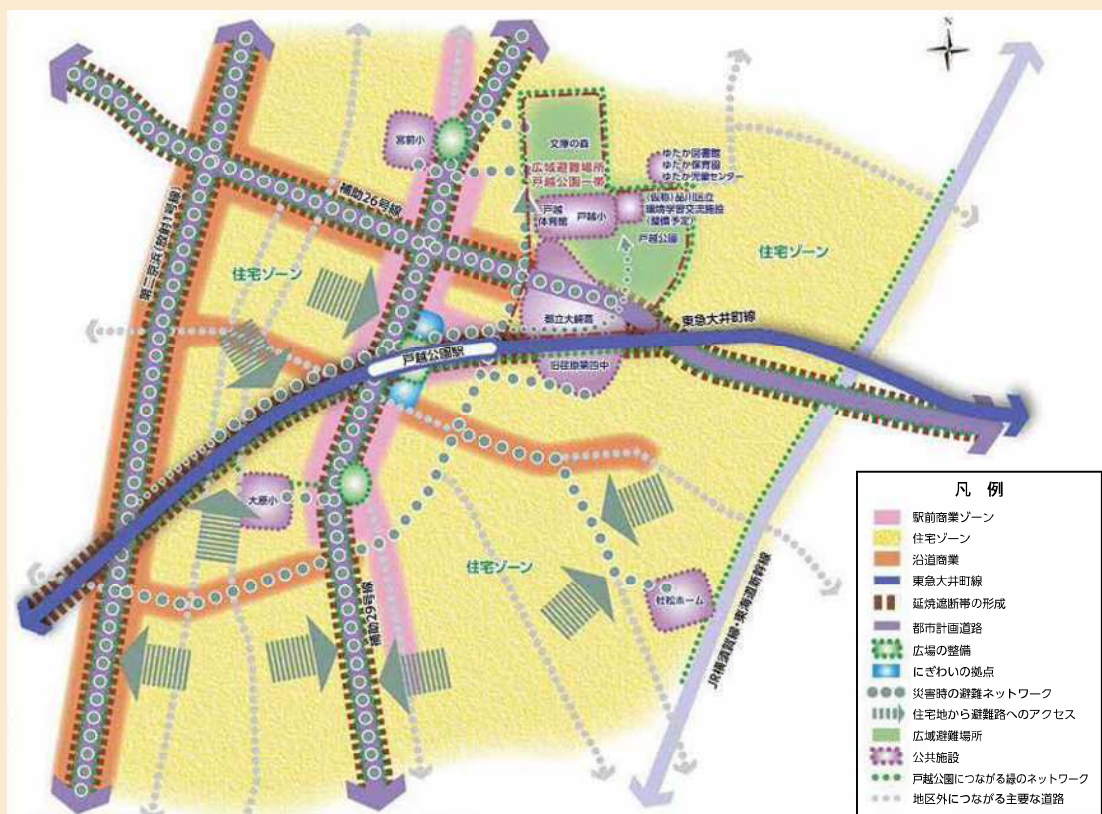 N
宮前小
文庫の森
広域避難場所
戸越公園一帯
ゆたか図書館
ゆたか保育園
ゆたか児童センター
(仮称)品川区立
環境学習交流施設
(整備予定)
戸越
体育館
戸越小
戸越公園
補助26号線
第二京浜(放射1号線)
住宅ゾーン
住宅ゾーン
都立大崎高
東急大井町線
戸越公園駅
旧荏原第四中
大原小
住宅ゾーン
杜松ホーム
補助29号線
JR横須賀線・東海道新幹線
凡 例
駅前商業ゾーン
住宅ゾーン
沿道商業
東急大井町線
延焼遮断帯の形成
都市計画道路
広場の整備
にぎわいの拠点
災害時の避難ネットワーク
住宅地から避難路へのアクセス
広域避難場所
公共施設
戸越公園につながる緑のネットワーク
地区外につながる主要な道路